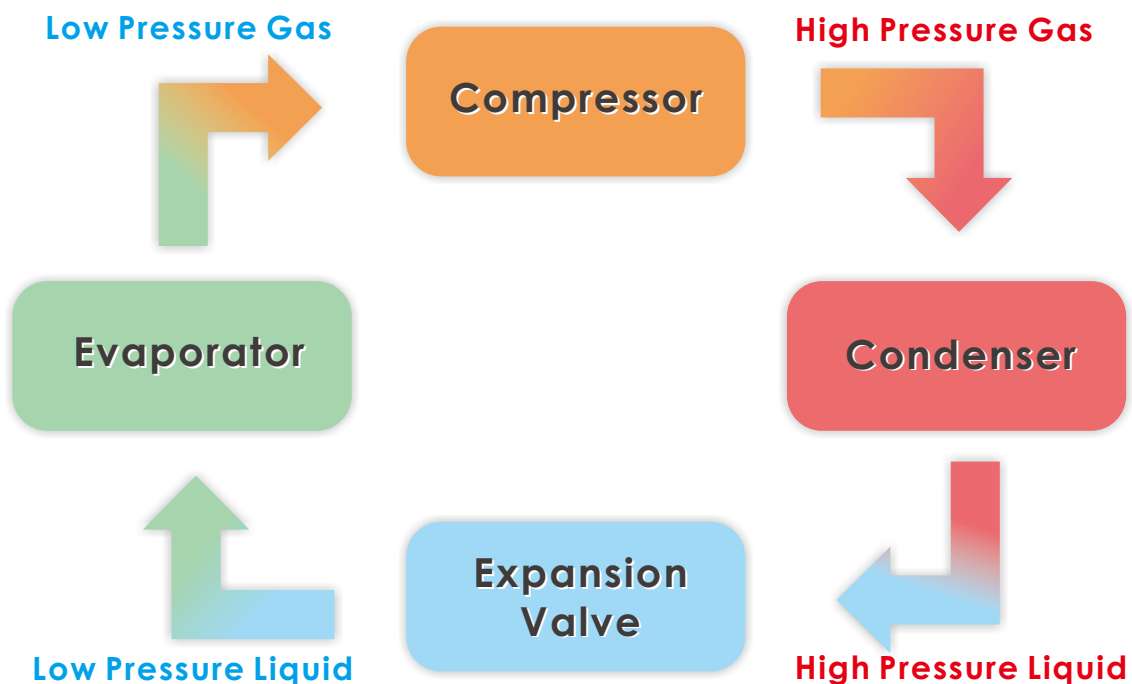 Low Pressure Gas
High Pressure Gas
Compressor
Evaporator
Condenser
Expansion
Valve
Low Pressure Liquid
High Pressure Liquid